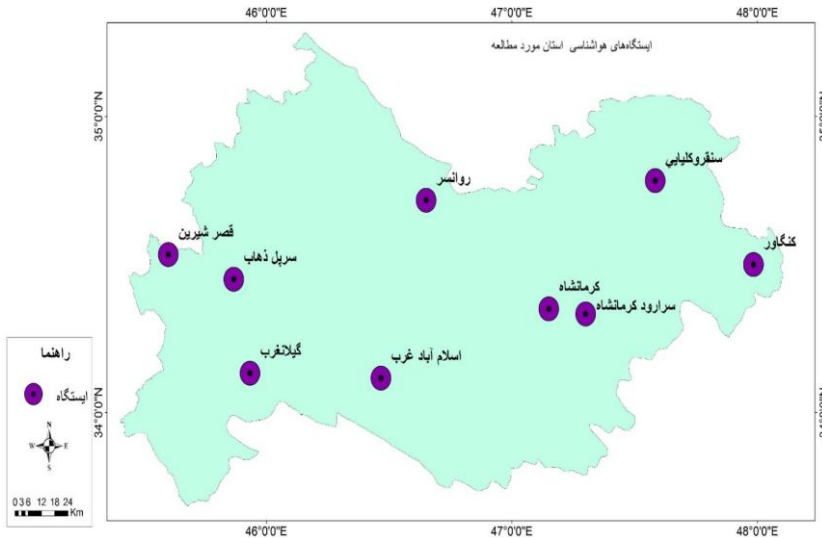 46°0'0"E 47°0'0"E 48°0'0"E
ایستگاه‌های هواشناسی استان مورد مطالعه
35°0'0"N
سنقروکلیایي
روانسر
قصر شیرین
کنگاور
سرپل ذهاب
کرمانشاه
سرارود کرمانشاه
گیلانغرب
اسلام آباد غرب
34°0'0"N
راهنما
ایستگاه
N
W E
S
0 3 6 12 18 24
Km
46°0'0"E 47°0'0"E 48°0'0"E